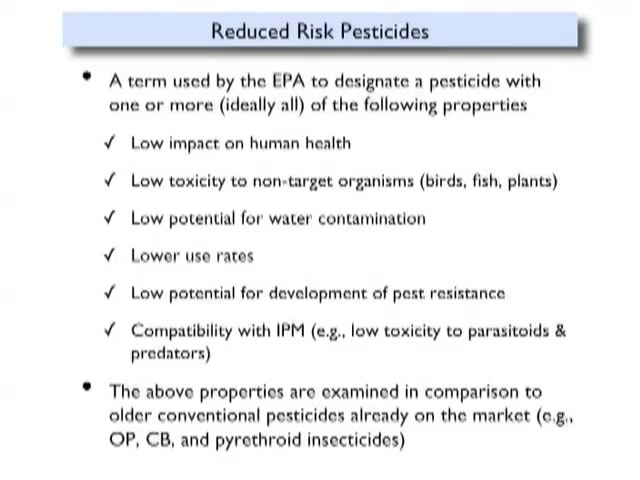 Reduced Risk Pesticides
• A term used by the EPA to designate a pesticide with
one or more (ideally all) of the following properties
✓ Low impact on human health
✓ Low toxicity to non-target organisms (birds, fish, plants)
✓ Low potential for water contamination
✓ Lower use rates
✓ Low potential for development of pest resistance
✓ Compatibility with IPM (e.g., low toxicity to parasitoids &
predators)
• The above properties are examined in comparison to
older conventional pesticides already on the market (e.g.,
OP, CB, and pyrethroid insecticides)